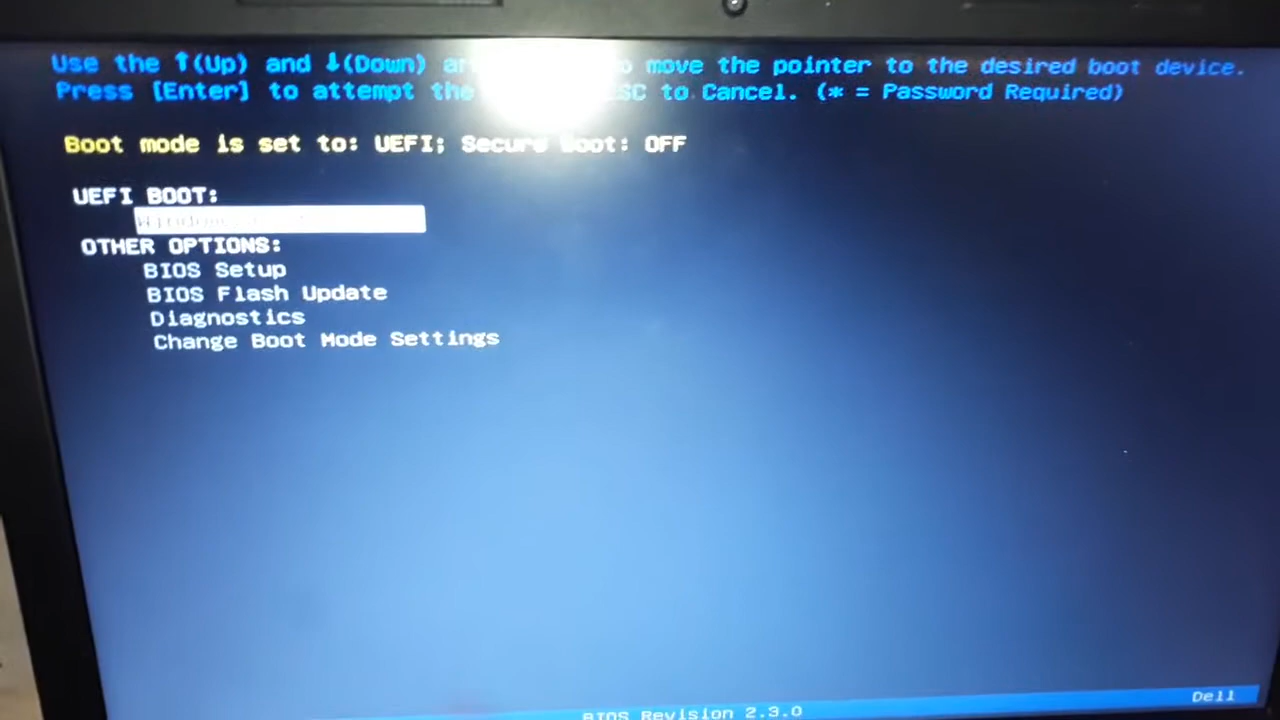 Use the ↑(Up) and ↓(Down) move the pointer to the desired boot device.
Press [Enter] to attempt the to Cancel. (* = Password Required)
Boot mode is set to: UEFI; Secure Boot: OFF
UEFI BOOT:
OTHER OPTIONS:
BIOS Setup
BIOS Flash Update
Diagnostics
Change Boot Mode Settings
BIOS Revision 2.3.0
Dell